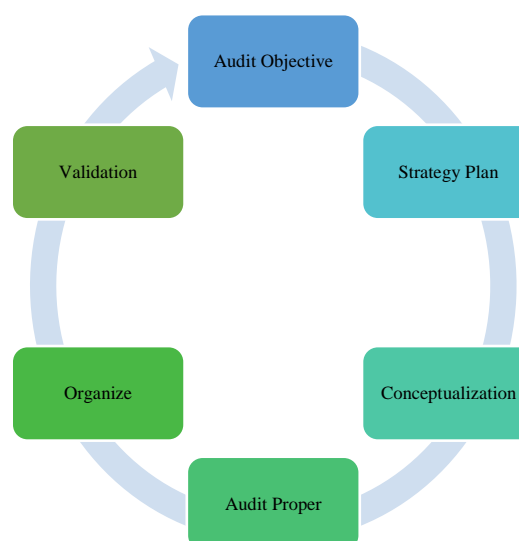 Audit Objective
Strategy Plan
Conceptualization
Audit Proper
Organize
Validation